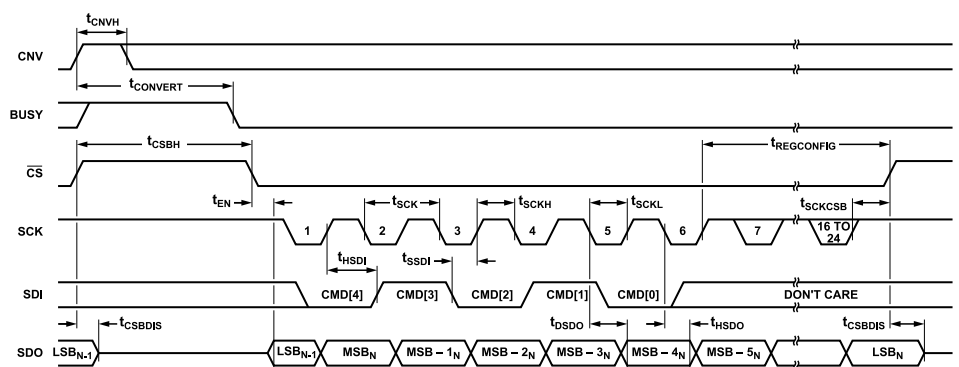 tCNVH
CNV
tCONVERT
BUSY
tCSBH
tREGCONFIG
CS
tEN
tSCK
tSCKH
tSCKL
tSCKCSB
SCK
1 2 3 4 5 6 7 16 TO 24
tHSDI
tSSDI
SDI
CMD[4] CMD[3] CMD[2] CMD[1] CMD[0] DON'T CARE
tCSBDIS
tDSDO
tHSDO
tCSBDIS
SDO
LSBN-1 LSBN-1 MSBN MSB – 1N MSB – 2N MSB – 3N MSB – 4N MSB – 5N LSBN